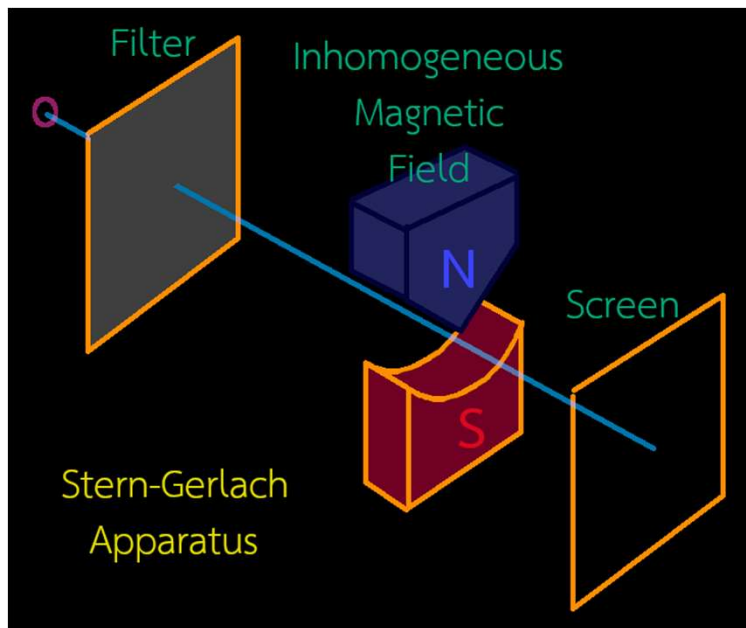 Filter
Inhomogeneous
Magnetic
Field
N
Screen
S
Stern-Gerlach
Apparatus